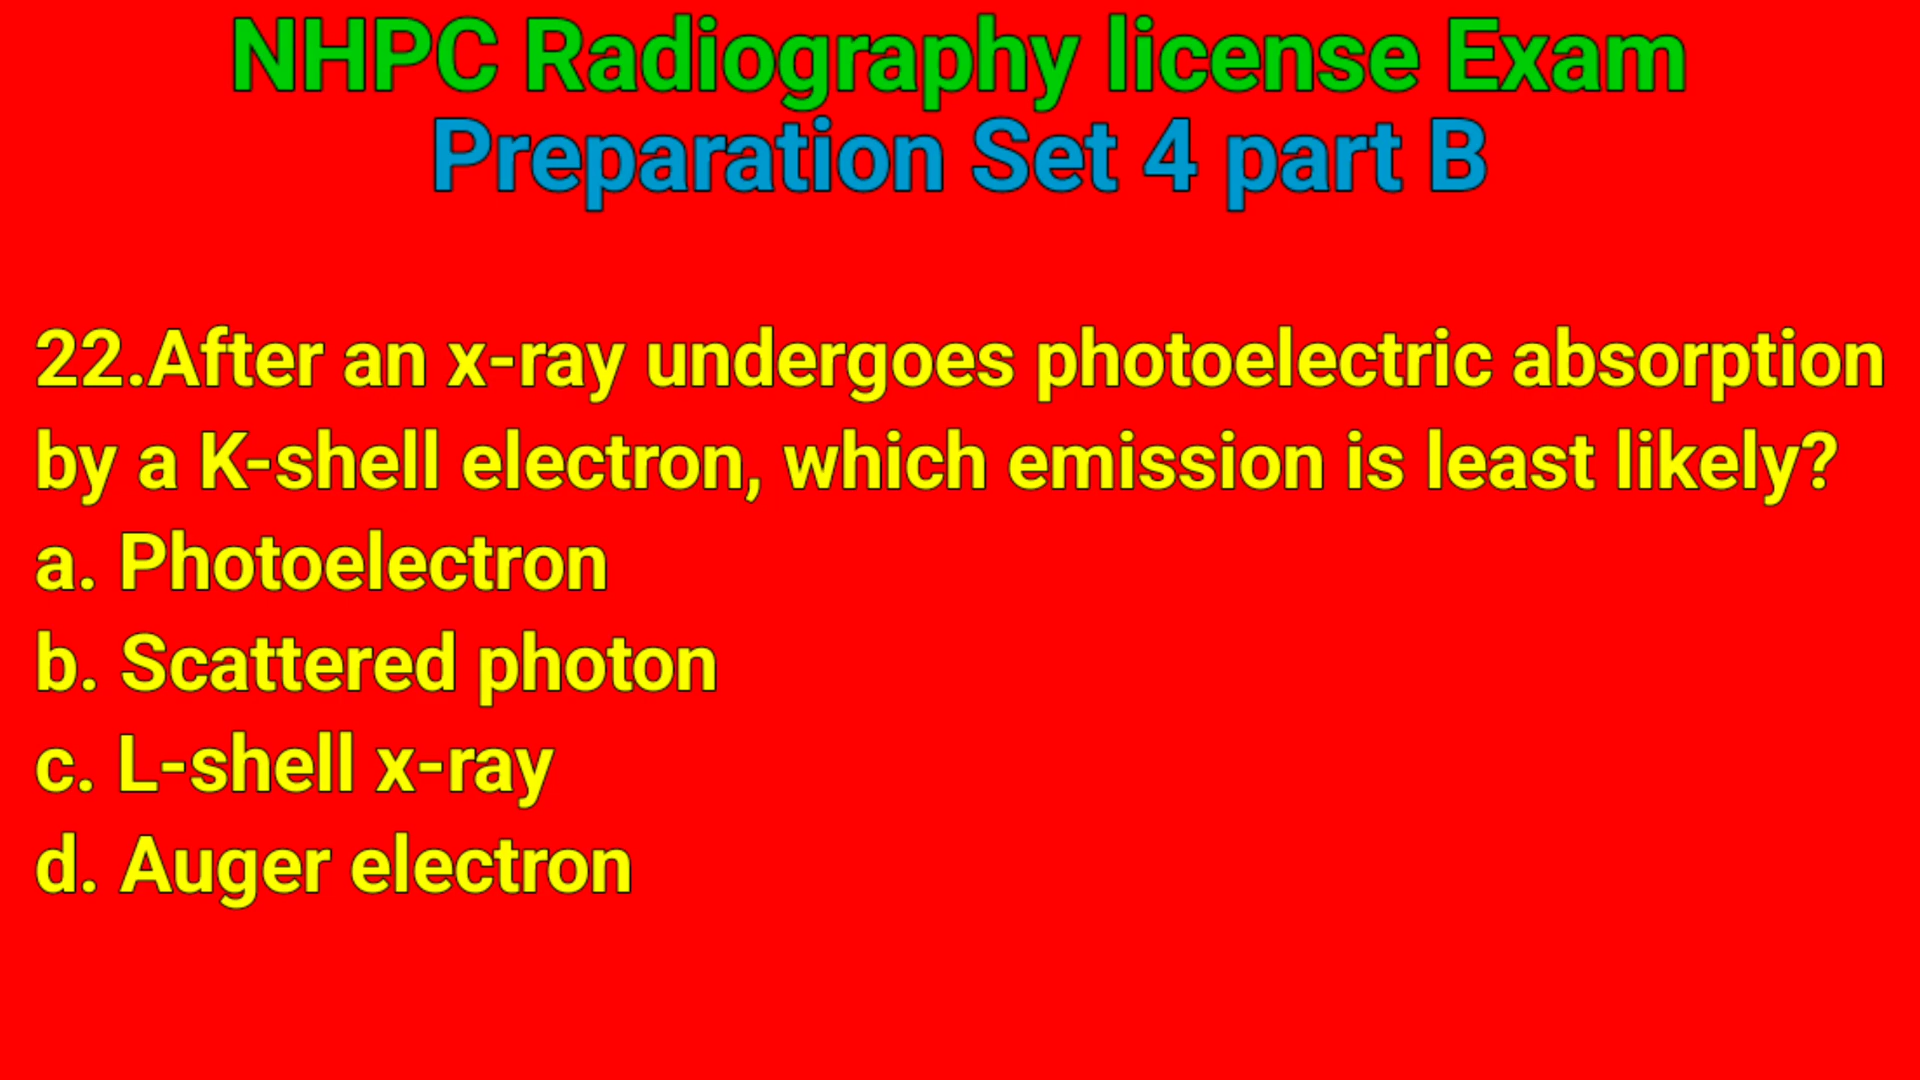 NHPC Radiography license Exam
Preparation Set 4 part B
22.After an x-ray undergoes photoelectric absorption
by a K-shell electron, which emission is least likely?
a. Photoelectron
b. Scattered photon
c. L-shell x-ray
d. Auger electron